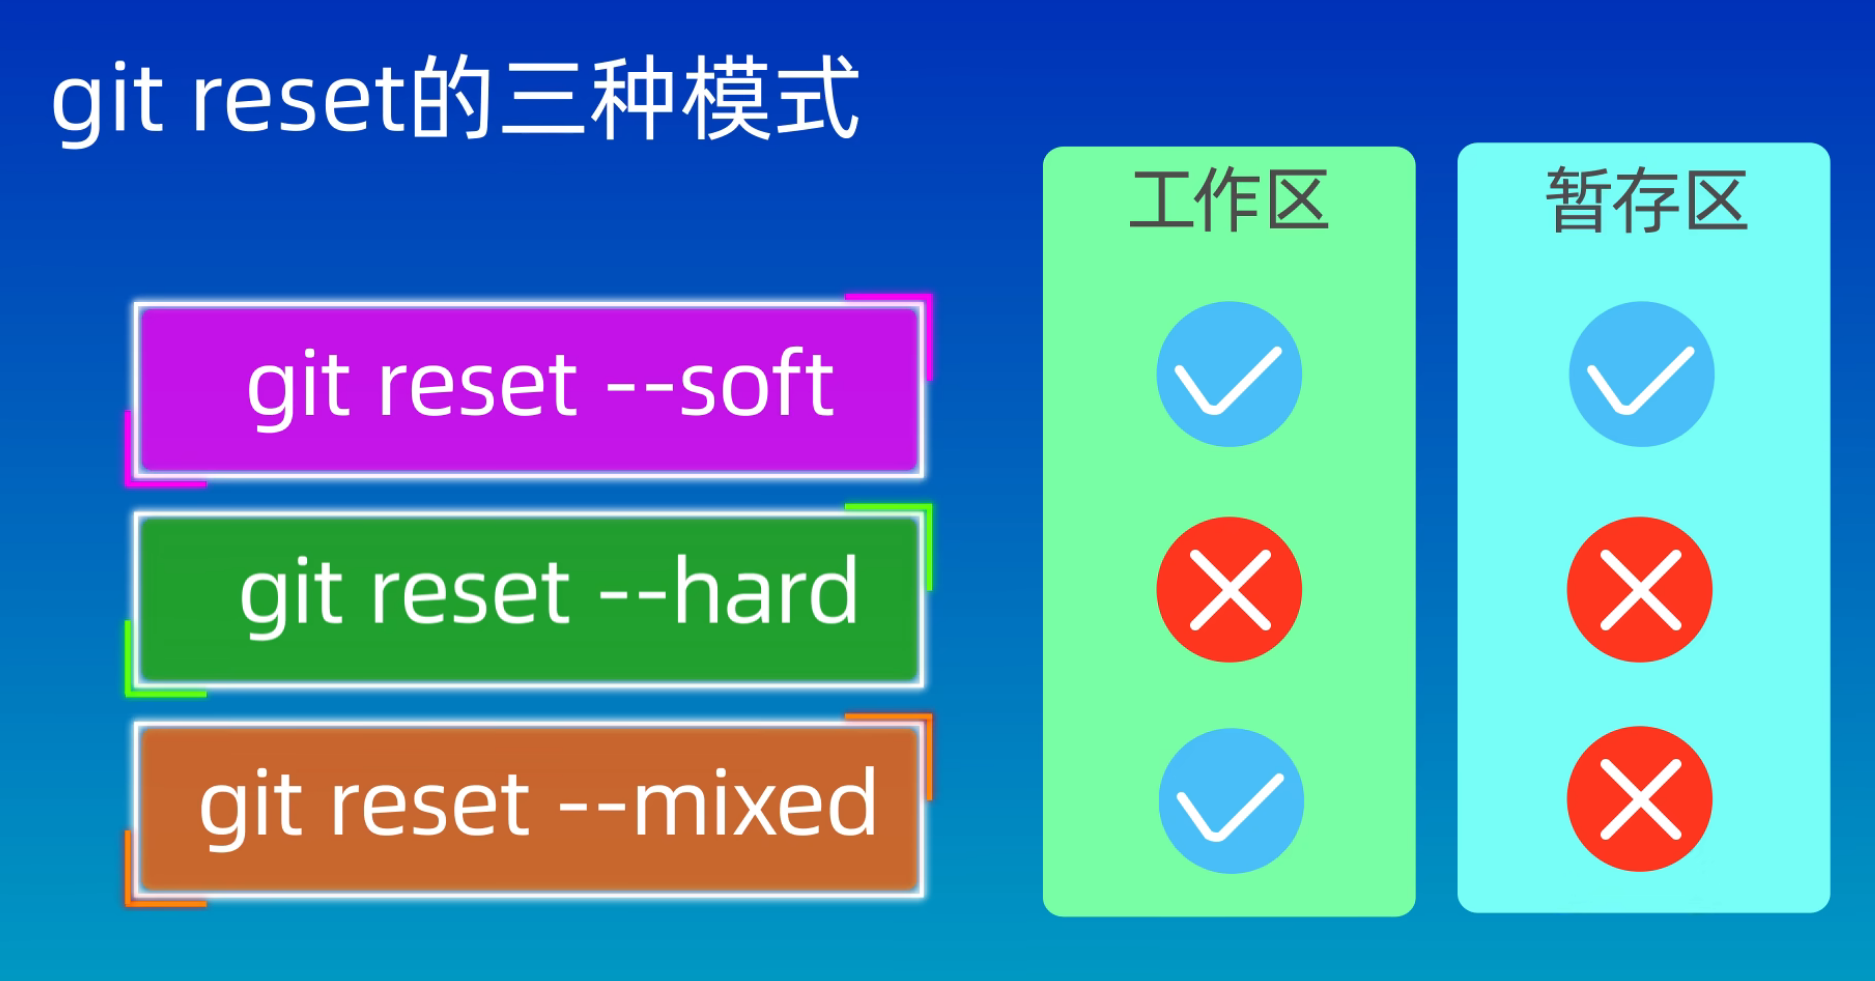 git reset的三种模式
工作区
暂存区
git reset --soft
git reset --hard
git reset --mixed